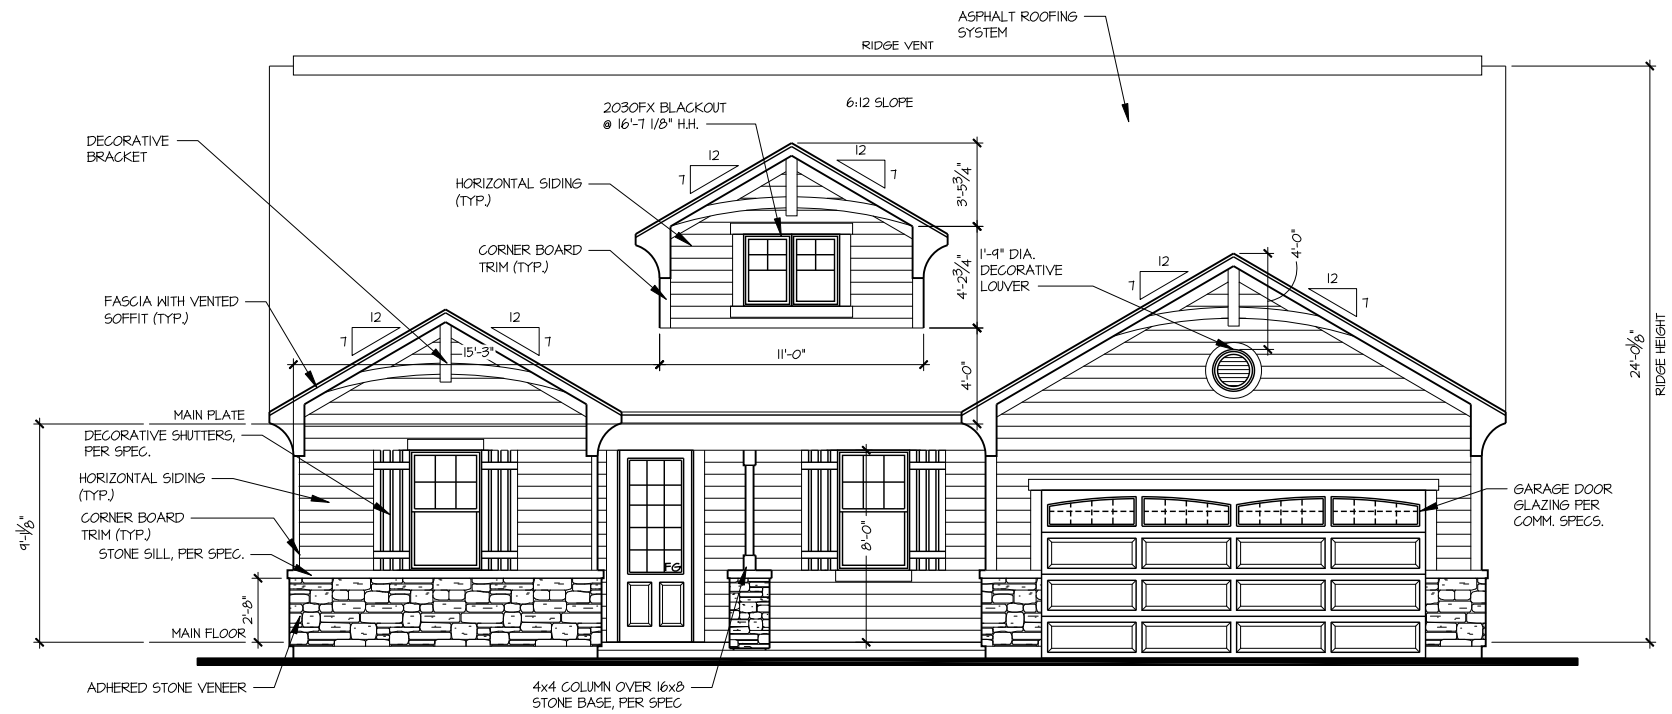 ASPHALT ROOFING
SYSTEM
RIDGE VENT
6:12 SLOPE
2030FX BLACKOUT
@ 16'-7 1/8" H.H.
DECORATIVE
BRACKET
12
7
12
7
3'-5 3/4"
HORIZONTAL SIDING
(TYP.)
CORNER BOARD
TRIM (TYP.)
4'-2 3/4"
1'-9" DIA.
DECORATIVE
LOUVER
4'-0"
12
7
12
7
FASCIA WITH VENTED
SOFFIT (TYP.)
12
7
12
7
15'-3"
11'-0"
4'-0"
24'-0 1/8"
RIDGE HEIGHT
MAIN PLATE
DECORATIVE SHUTTERS,
PER SPEC.
HORIZONTAL SIDING
(TYP.)
CORNER BOARD
TRIM (TYP.)
STONE SILL, PER SPEC.
9'-1 1/8"
8'-0"
GARAGE DOOR
GLAZING PER
COMM. SPECS.
FG
2'-8"
MAIN FLOOR
ADHERED STONE VENEER
4x4 COLUMN OVER 16x8
STONE BASE, PER SPEC